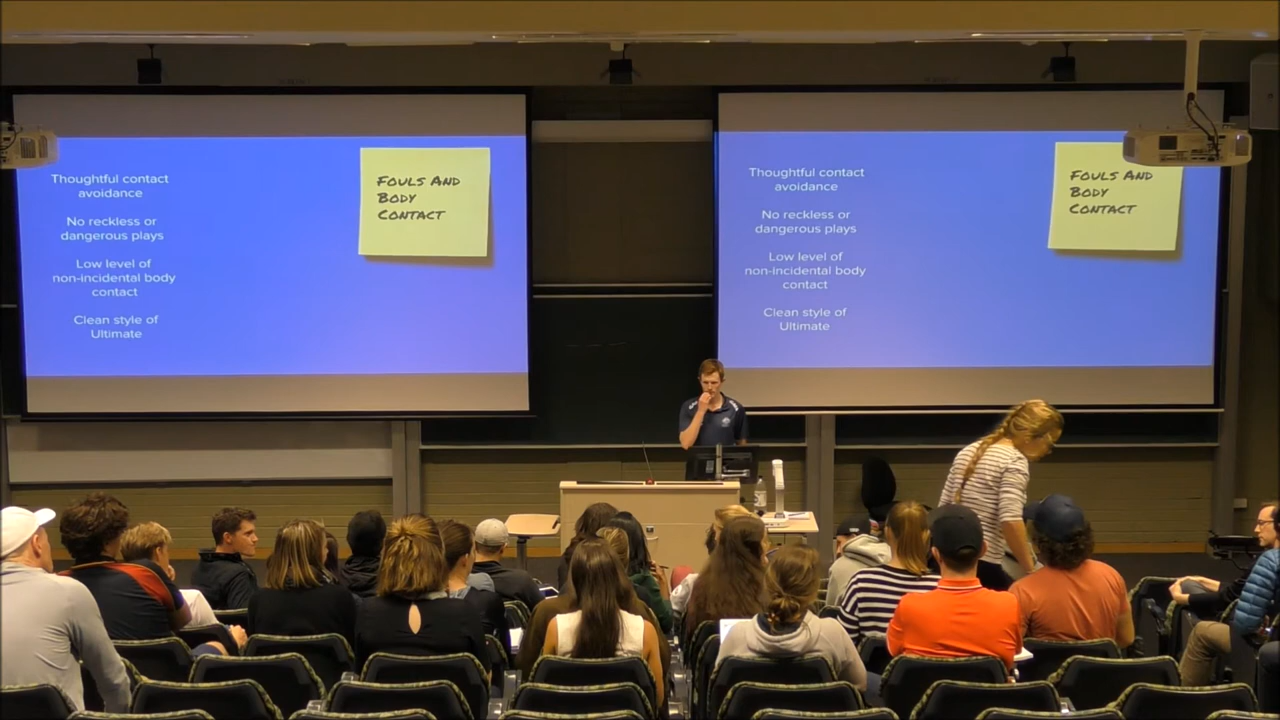 Thoughtful contact
avoidance
No reckless or
dangerous plays
Low level of
non-incidental body
contact
Clean style of
Ultimate
FOULS AND
BODY
CONTACT
Thoughtful contact
avoidance
No reckless or
dangerous plays
Low level of
non-incidental body
contact
Clean style of
Ultimate
FOULS AND
BODY
CONTACT